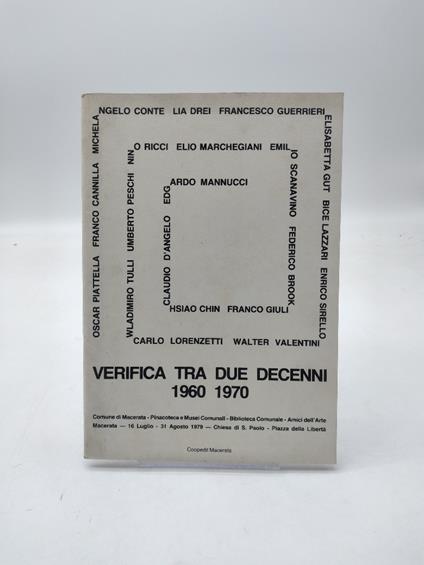 OSCAR PIATTELLA FRANCO CANNILLA MICHELANGELO CONTE LIA DREI FRANCESCO GUERRIERI ELISABETTA GUT BICE LAZZARI ENRICO SIRELLO
WLADIMIRO TULLI UMBERTO PESCHI NINO RICCI ELIO MARCHEGIANI EMILIO SCANAVINO FEDERICO BROOK
CLAUDIO D'ANGELO EDGARDO MANNUCCI
HSIAO CHIN FRANCO GIULI
CARLO LORENZETTI WALTER VALENTINI
VERIFICA TRA DUE DECENNI
1960 1970
Comune di Macerata - Pinacoteca e Musei Comunali - Biblioteca Comunale - Amici dell'Arte
Macerata — 16 Luglio - 31 Agosto 1979 — Chiesa di S. Paolo - Piazza della Libertà
Coopedit Macerata